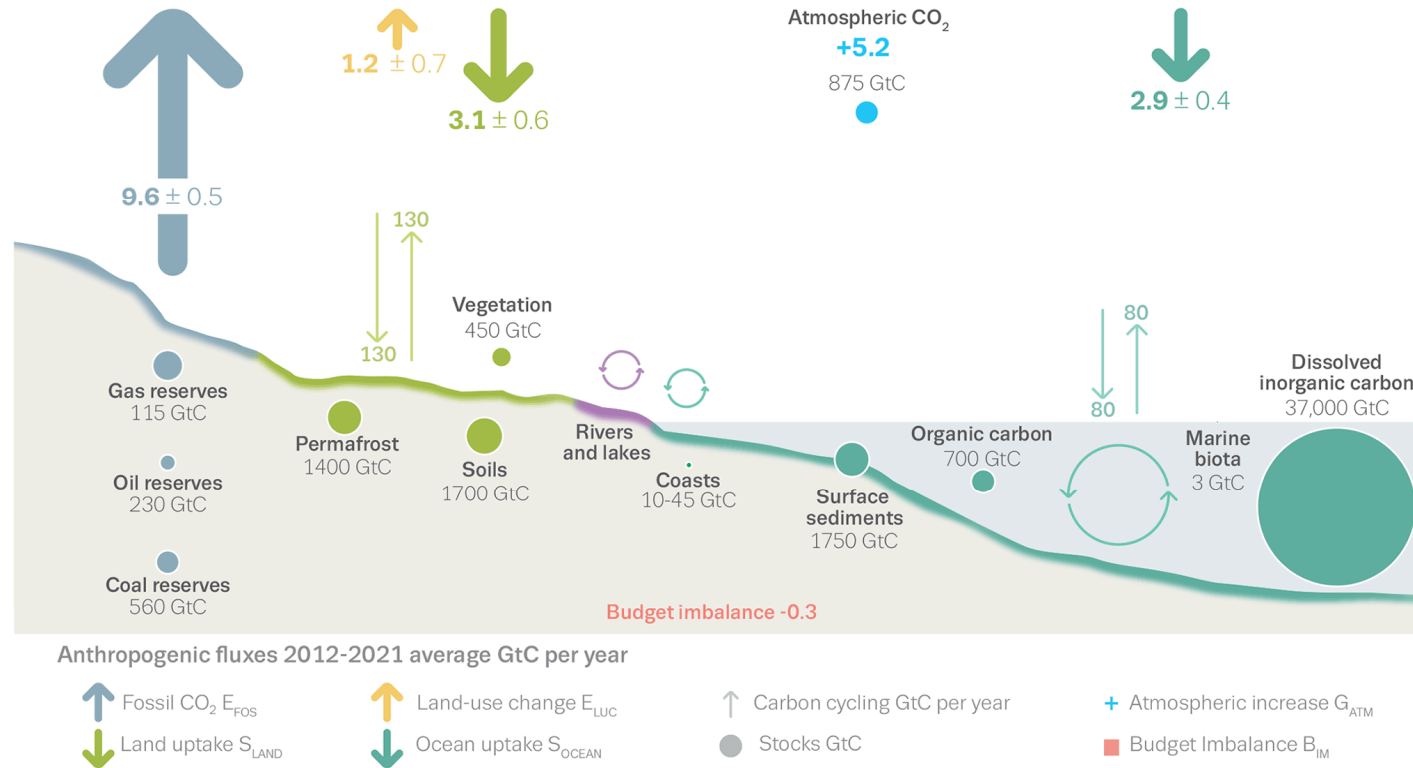 Atmospheric CO2
+5.2
875 GtC
1.2 ± 0.7
3.1 ± 0.6
2.9 ± 0.4
9.6 ± 0.5
130
130
Vegetation
450 GtC
80
80
Gas reserves
115 GtC
Oil reserves
230 GtC
Coal reserves
560 GtC
Permafrost
1400 GtC
Soils
1700 GtC
Rivers
and lakes
Coasts
10-45 GtC
Surface
sediments
1750 GtC
Organic carbon
700 GtC
Marine
biota
3 GtC
Dissolved
inorganic carbon
37,000 GtC
Budget imbalance -0.3
Anthropogenic fluxes 2012-2021 average GtC per year
Fossil CO2 EFOS
Land-use change ELUC
Carbon cycling GtC per year
+ Atmospheric increase GATM
Land uptake SLAND
Ocean uptake SOCEAN
Stocks GtC
Budget Imbalance BIM